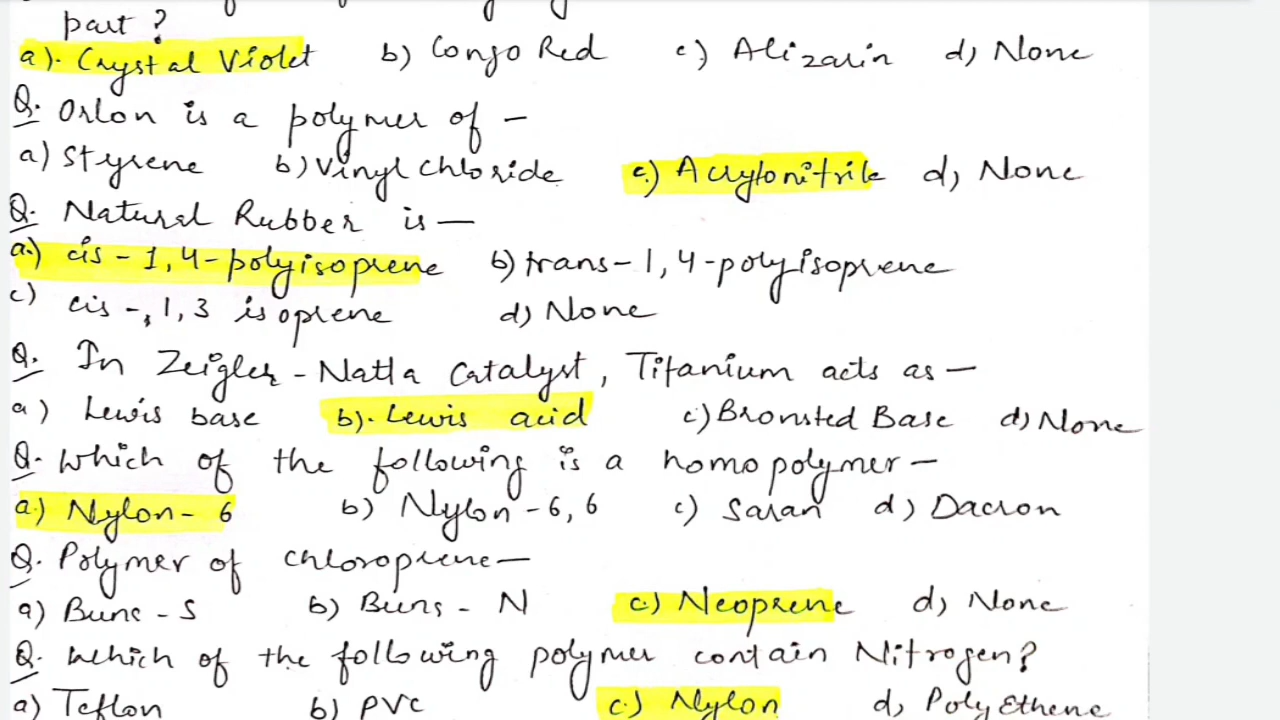 part ?
a). Crystal Violet b) Congo Red c) Alizarin d) None
Q. Orlon is a polymer of -
a) Styrene b) Vinyl chloride c) Acrylonitrile d) None
Q. Natural Rubber is —
a.) cis - 1,4-polyisoprene b) trans-1,4-polyisoprene
c) cis -, 1,3 isoprene d) None
Q. In Zeigler - Natta Catalyst, Titanium acts as —
a) Lewis base b). Lewis acid c) Bronsted Base d) None
Q. Which of the following is a homopolymer -
a.) Nylon- 6 b) Nylon-6,6 c) Saran d) Dacron
Q. Polymer of chloroprene—
a) Buna - S b) Buna - N c) Neoprene d) None
Q. Which of the following polymer contain Nitrogen?
a) Teflon b) PVC c.) Nylon d) Poly Ethene